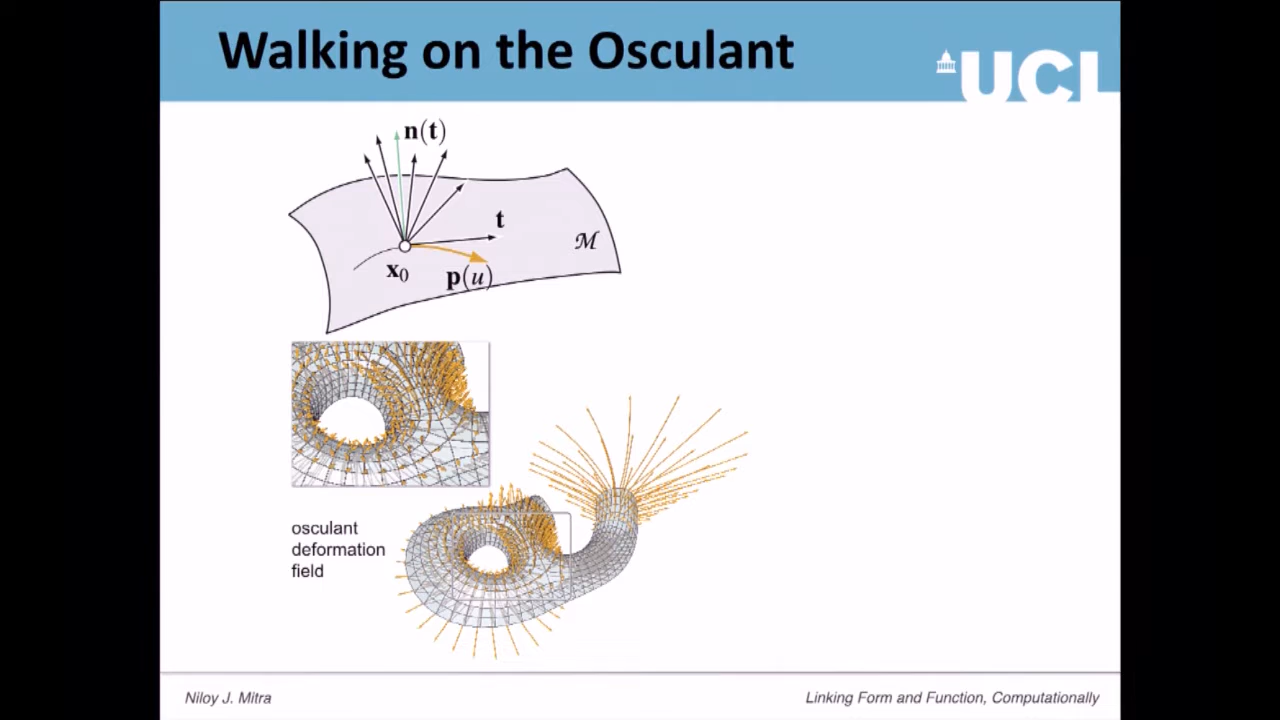 Walking on the Osculant
UCL
n(t)
t
ℳ
x₀
p(u)
osculant
deformation
field
Niloy J. Mitra
Linking Form and Function, Computationally